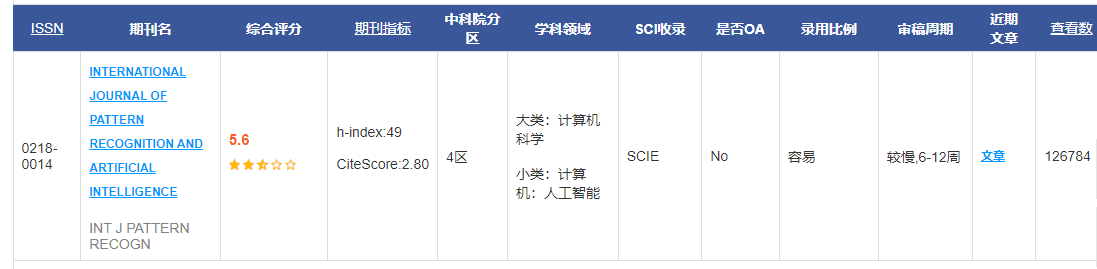 ISSN
期刊名
综合评分
期刊指标
中科院分
区
学科领域
SCI收录
是否OA
录用比例
审稿周期
近期
文章
查看数
0218-
0014
INTERNATIONAL
JOURNAL OF
PATTERN
RECOGNITION AND
ARTIFICIAL
INTELLIGENCE
INT J PATTERN
RECOGN
5.6
h-index:49
CiteScore:2.80
4区
大类：计算机
科学
小类：计算
机：人工智能
SCIE
No
容易
较慢,6-12周
文章
126784